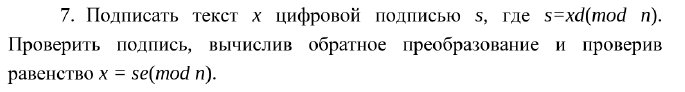 7. Подписать текст x цифровой подписью s, где s=xd(mod n).
Проверить подпись, вычислив обратное преобразование и проверив
равенство x = se(mod n).